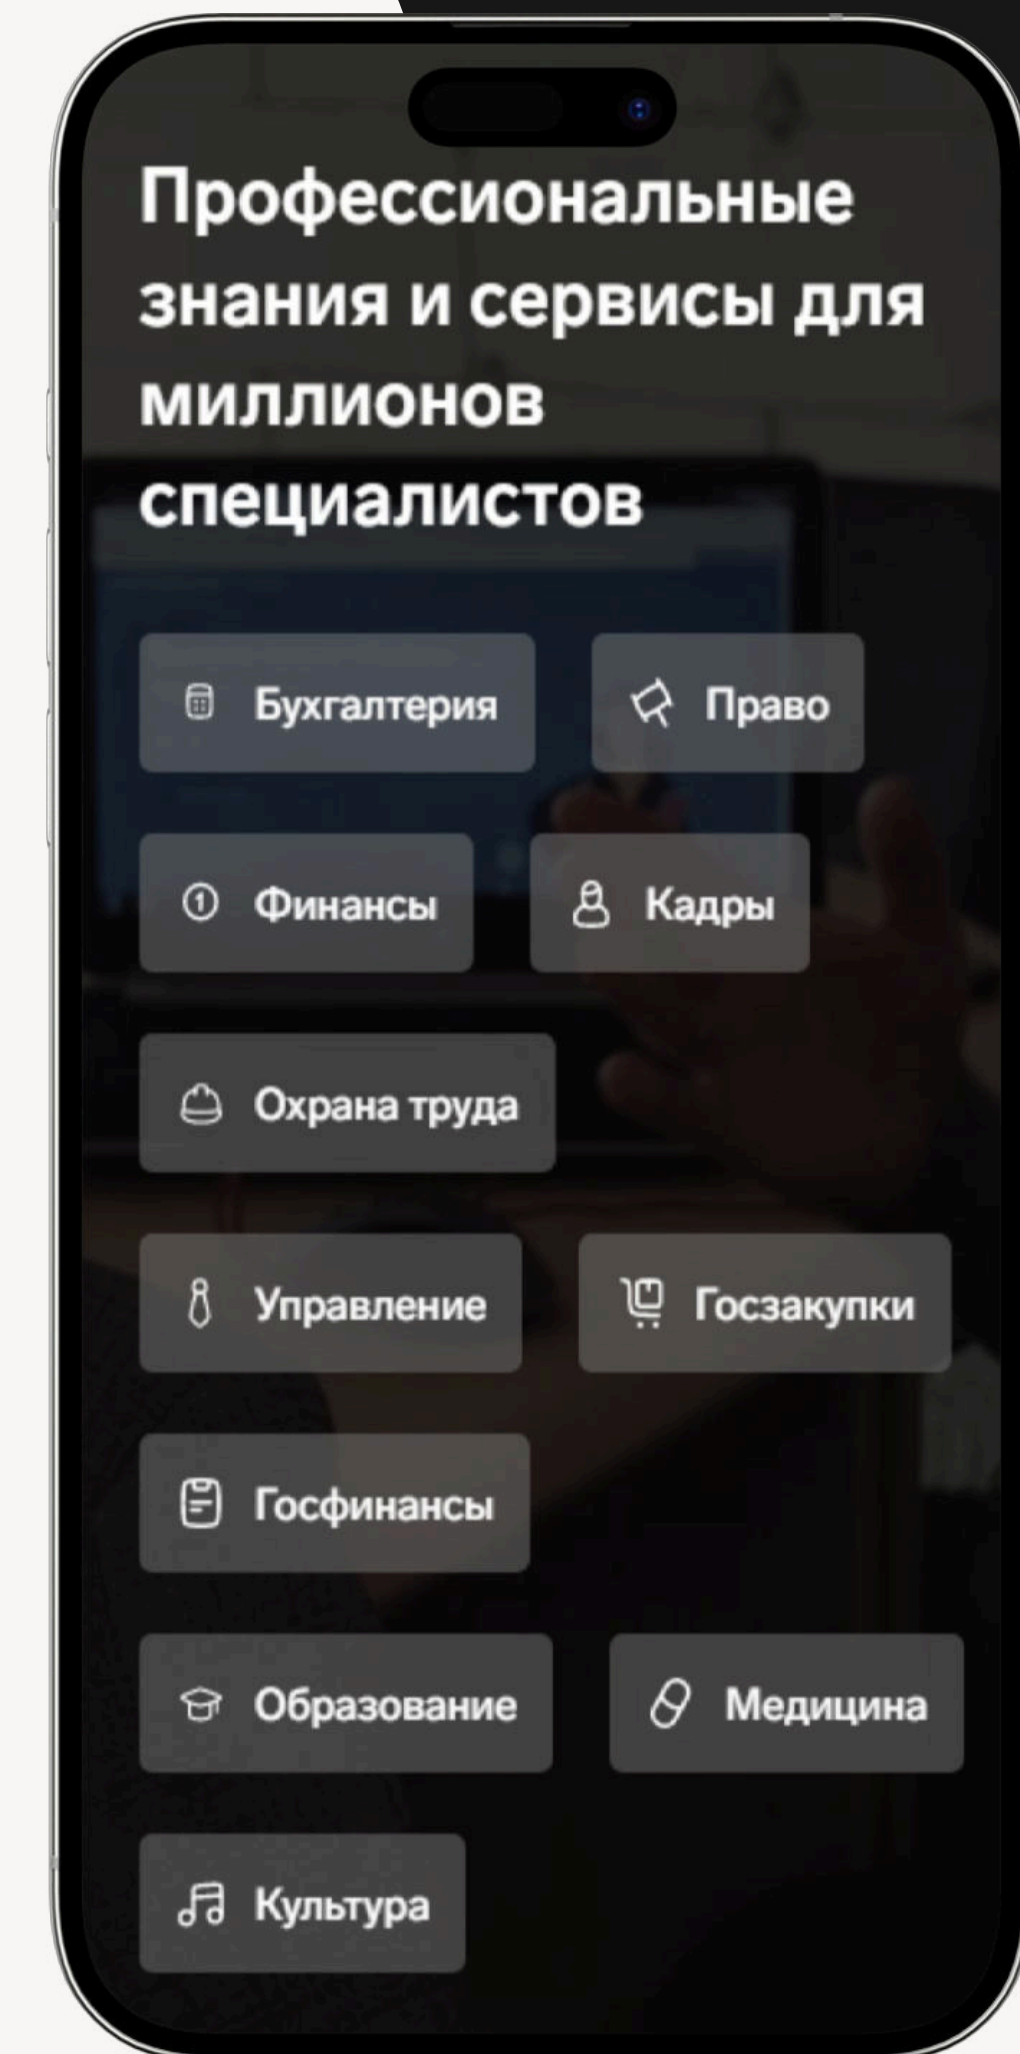 Профессиональные
знания и сервисы для
миллионов
специалистов
Бухгалтерия
Право
Финансы
Кадры
Охрана труда
Управление
Госзакупки
Госфинансы
Образование
Медицина
Культура